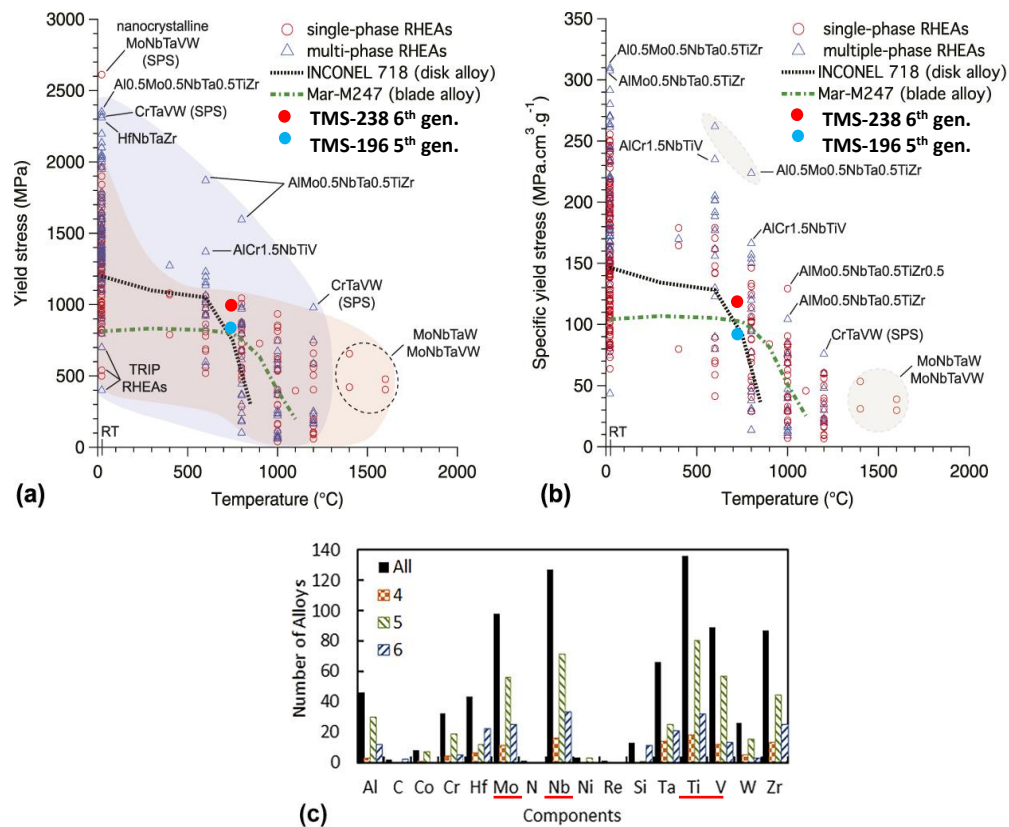 3000
2500
2000
1500
1000
500
0
Yield stress (MPa)
nanocrystalline
MoNbTaVW
(SPS)
Al0.5Mo0.5NbTa0.5TiZr
CrTaVW (SPS)
HfNbTaZr
single-phase RHEAs
multi-phase RHEAs
INCONEL 718 (disk alloy)
Mar-M247 (blade alloy)
TMS-238 6th gen.
TMS-196 5th gen.
AlMo0.5NbTa0.5TiZr
AlCr1.5NbTiV
CrTaVW
(SPS)
MoNbTaW
MoNbTaVW
TRIP
RHEAs
RT
0
500
1000
1500
2000
Temperature (°C)
(a)
350
300
250
200
150
100
50
0
Specific yield stress (MPa.cm3.g-1)
Al0.5Mo0.5NbTa0.5TiZr
AlMo0.5NbTa0.5TiZr
single-phase RHEAs
multiple-phase RHEAs
INCONEL 718 (disk alloy)
Mar-M247 (blade alloy)
TMS-238 6th gen.
TMS-196 5th gen.
AlCr1.5NbTiV
Al0.5Mo0.5NbTa0.5TiZr
AlCr1.5NbTiV
AlMo0.5NbTa0.5TiZr0.5
AlMo0.5NbTa0.5TiZr
CrTaVW (SPS)
MoNbTaW
MoNbTaVW
RT
0
500
1000
1500
2000
Temperature (°C)
(b)
140
120
100
80
60
40
20
0
Number of Alloys
All
4
5
6
Al C Co Cr Hf Mo N Nb Ni Re Si Ta Ti V W Zr
Components
(c)